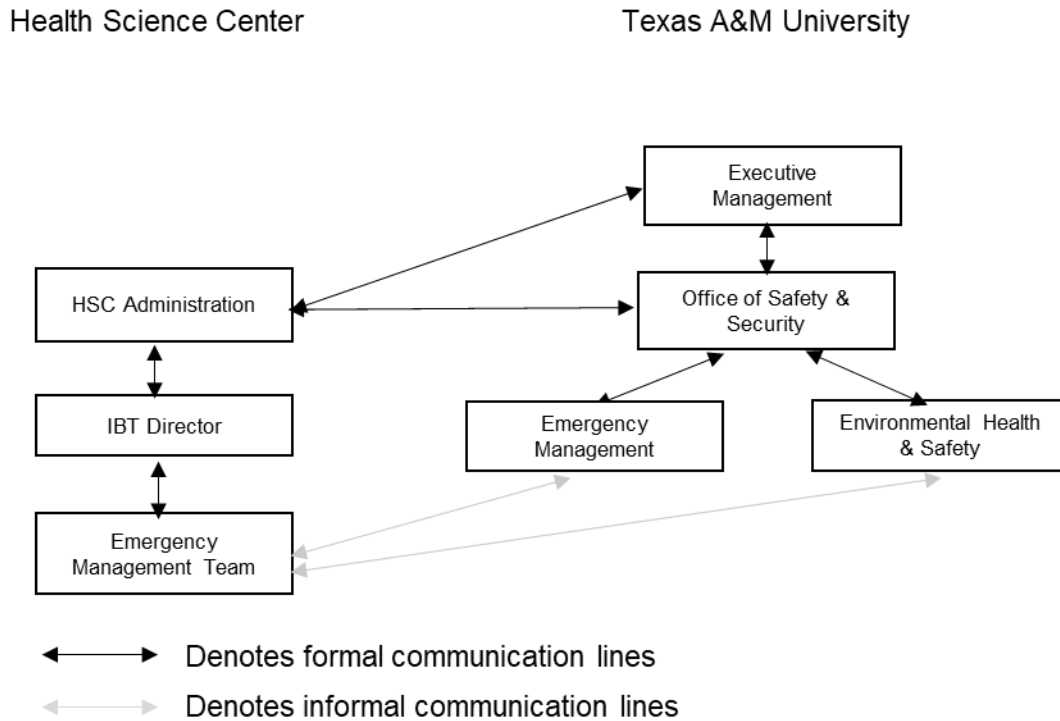 Health Science Center
Texas A&M University
Executive
Management
HSC Administration
Office of Safety &
Security
IBT Director
Emergency
Management
Environmental Health
& Safety
Emergency
Management Team
Denotes formal communication lines
Denotes informal communication lines